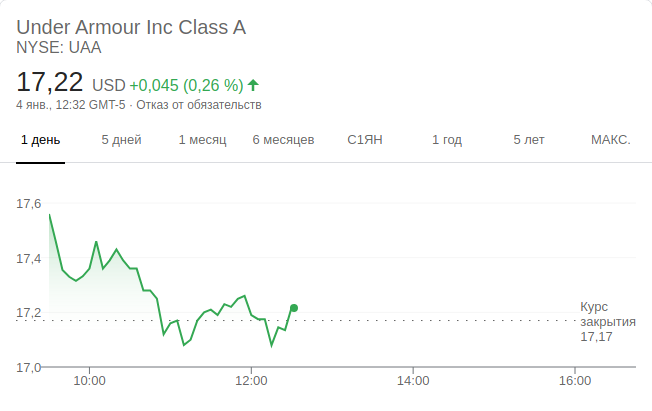 Under Armour Inc Class A
NYSE: UAA
17,22 USD +0,045 (0,26 %)
4 янв., 12:32 GMT-5 · Отказ от обязательств
1 день 5 дней 1 месяц 6 месяцев С1ЯН 1 год 5 лет МАКС.
17,6
17,4
17,2
17,0
Курс
закрытия
17,17
10:00 12:00 14:00 16:00